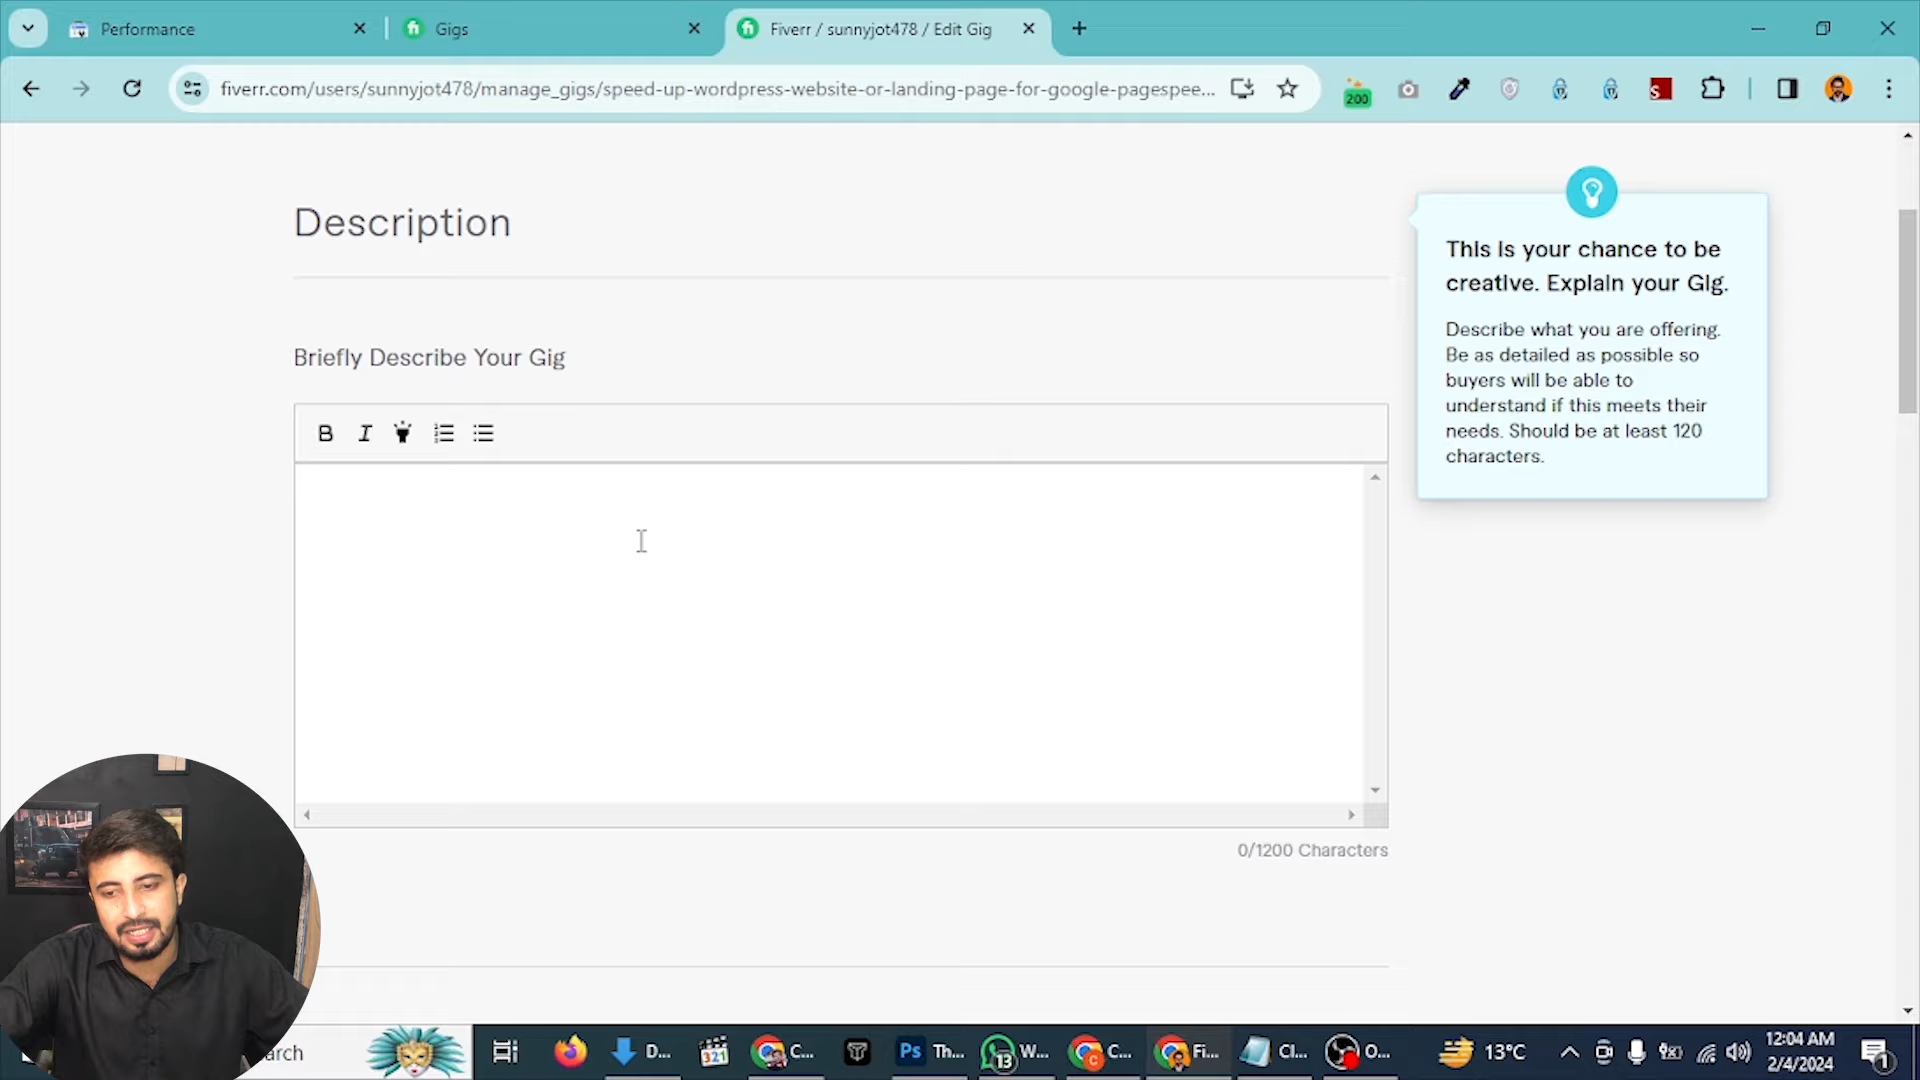 Performance
Gigs
Fiverr / sunnyjot478 / Edit Gig
fiverr.com/users/sunnyjot478/manage_gigs/speed-up-wordpress-website-or-landing-page-for-google-pagespee...
200
S
Description
This is your chance to be
creative. Explain your Gig.
Describe what you are offering.
Be as detailed as possible so
buyers will be able to
understand if this meets their
needs. Should be at least 120
characters.
Briefly Describe Your Gig
B I
0/1200 Characters
arch
D...
321
C...
Ps
Th...
13
W...
C
C...
Fi...
Cl...
O...
13°C
12:04 AM
2/4/2024
1